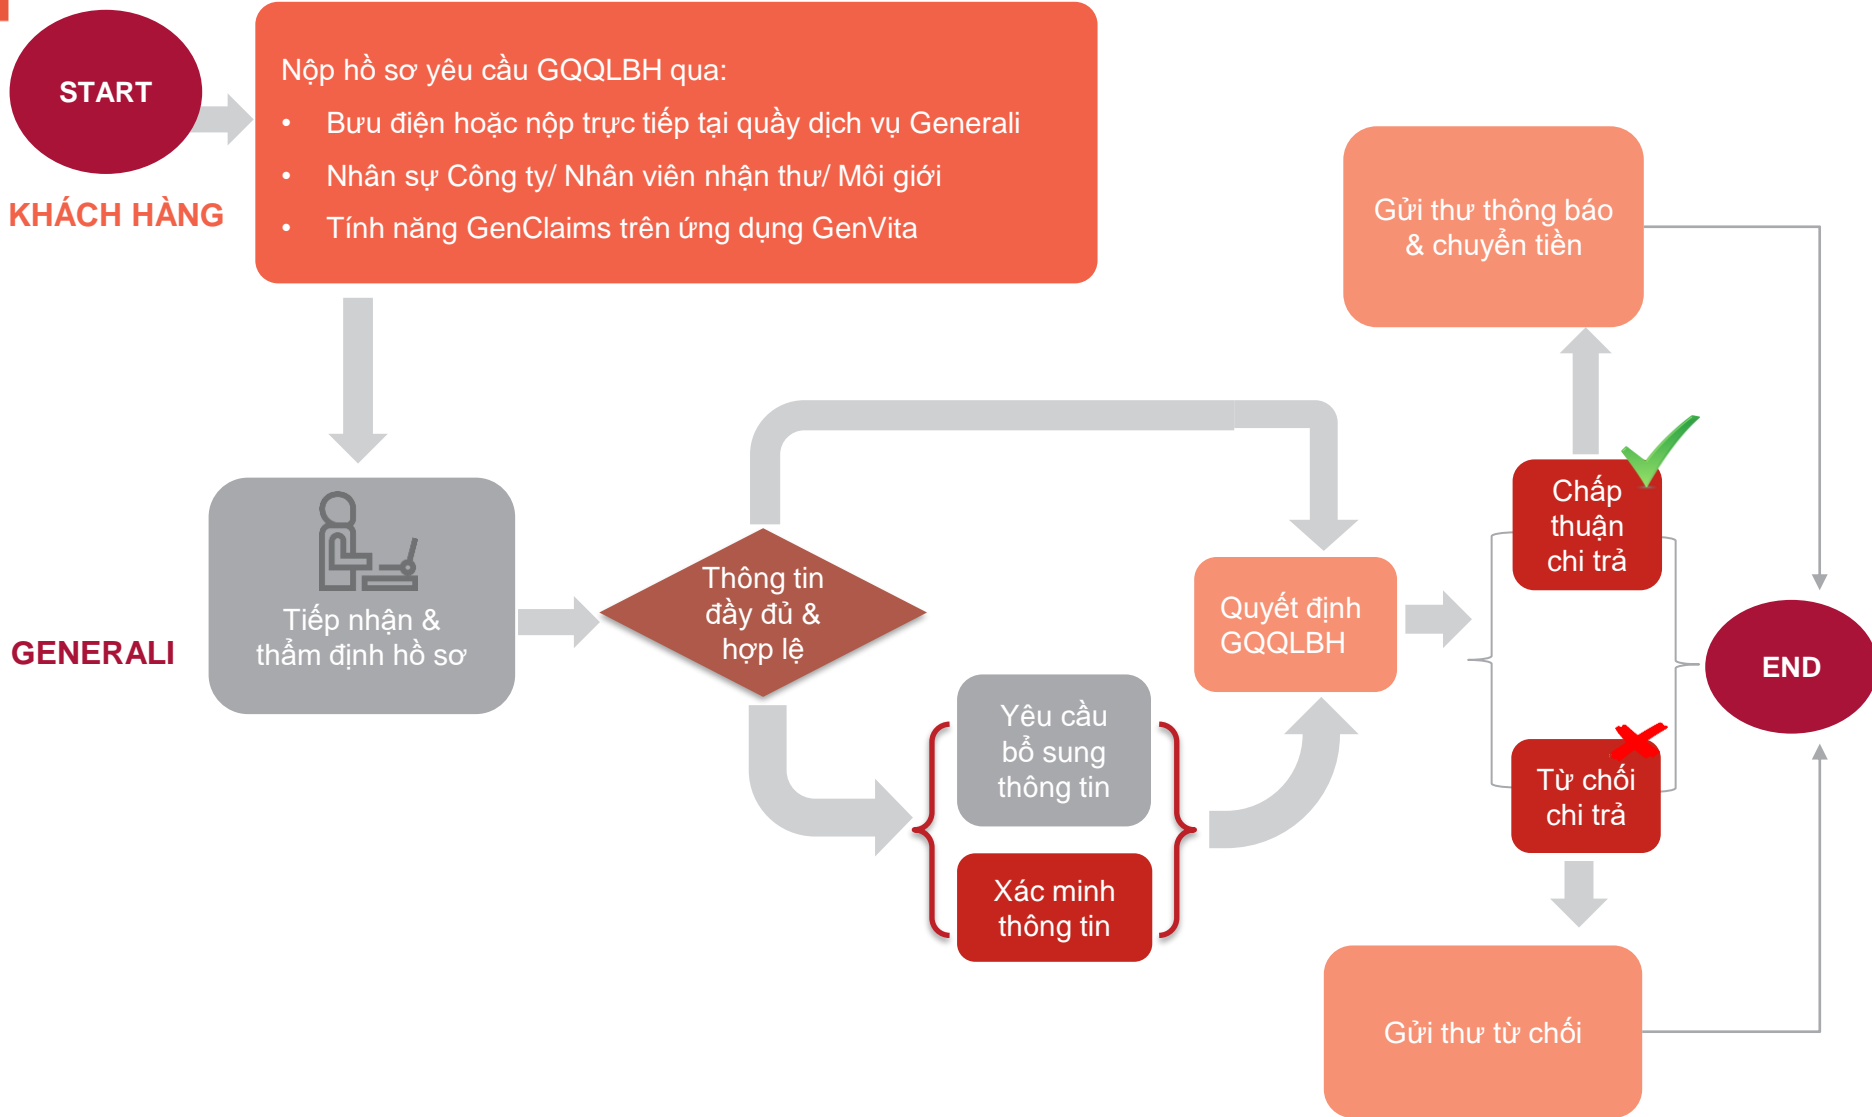 START
KHÁCH HÀNG
Nộp hồ sơ yêu cầu GQQLBH qua:
• Bưu điện hoặc nộp trực tiếp tại quầy dịch vụ Generali
• Nhân sự Công ty/ Nhân viên nhận thư/ Môi giới
• Tính năng GenClaims trên ứng dụng GenVita
GENERALI
Tiếp nhận &
thẩm định hồ sơ
Thông tin
đầy đủ &
hợp lệ
Yêu cầu
bổ sung
thông tin
Xác minh
thông tin
Quyết định
GQQLBH
Chấp
thuận
chi trả
Từ chối
chi trả
Gửi thư thông báo
& chuyển tiền
Gửi thư từ chối
END